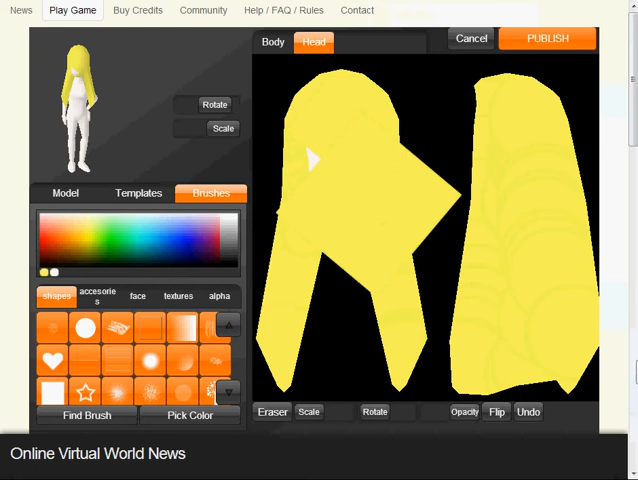 News Play Game Buy Credits Community Help / FAQ / Rules Contact
Body Head Cancel PUBLISH
Rotate
Scale
Model Templates Brushes
shapes accesories face textures alpha
Find Brush Pick Color
Eraser Scale Rotate Opacity Flip Undo
Online Virtual World News